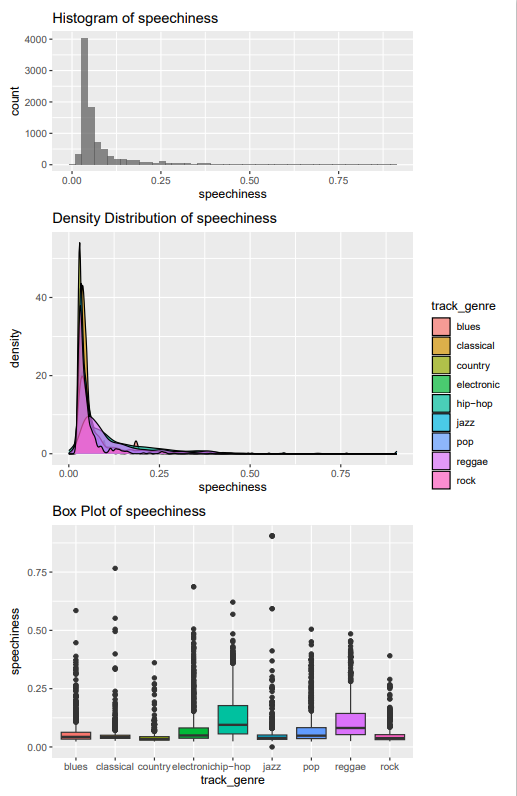 Histogram of speechiness
4000
3000
2000
1000
0
count
0.00 0.25 0.50 0.75
speechiness
Density Distribution of speechiness
40
20
0
density
0.00 0.25 0.50 0.75
speechiness
track_genre
blues
classical
country
electronic
hip-hop
jazz
pop
reggae
rock
Box Plot of speechiness
0.75
0.50
0.25
0.00
speechiness
blues classical country electronic hip-hop jazz pop reggae rock
track_genre